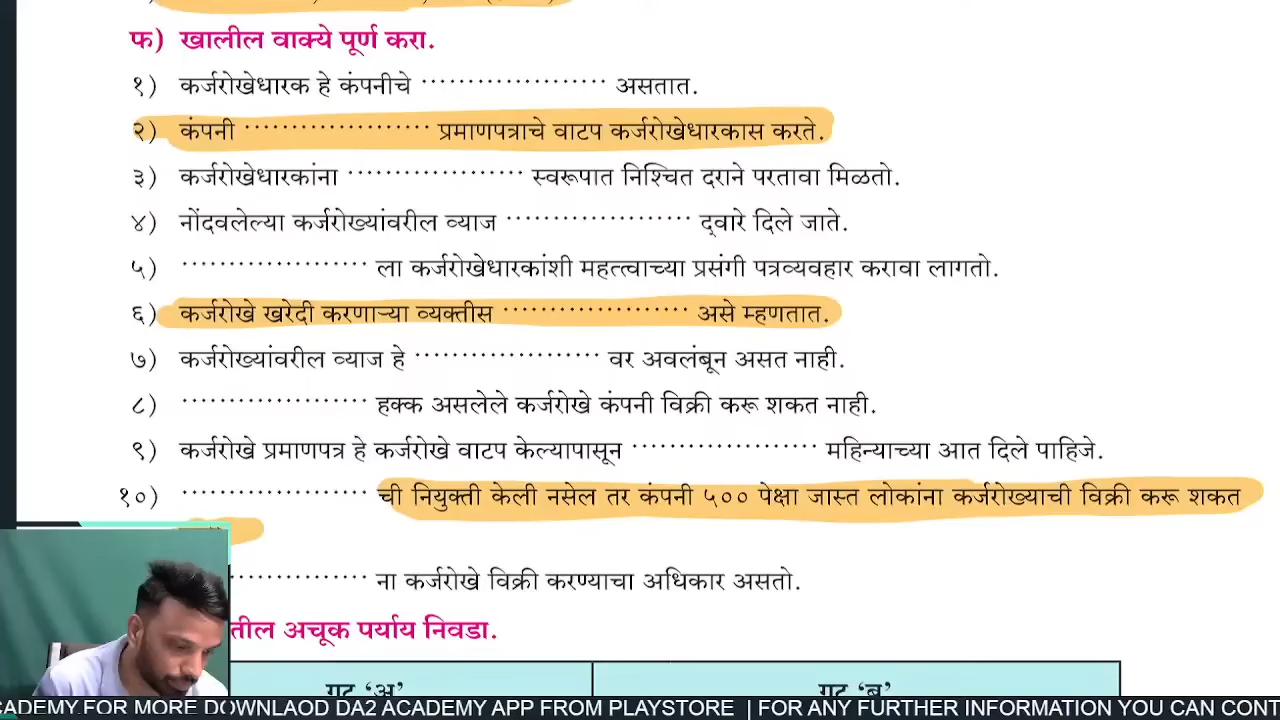 फ) खालील वाक्ये पूर्ण करा.
१) कर्जरोखेधारक हे कंपनीचे .................... असतात.
२) कंपनी .................... प्रमाणपत्राचे वाटप कर्जरोखेधारकास करते.
३) कर्जरोखेधारकांना .................... स्वरूपात निश्चित दराने परतावा मिळतो.
४) नोंदवलेल्या कर्जरोख्यांवरील व्याज .................... द्वारे दिले जाते.
५) .................... ला कर्जरोखेधारकांशी महत्त्वाच्या प्रसंगी पत्रव्यवहार करावा लागतो.
६) कर्जरोखे खरेदी करणाऱ्या व्यक्तीस .................... असे म्हणतात.
७) कर्जरोख्यांवरील व्याज हे .................... वर अवलंबून असत नाही.
८) .................... हक्क असलेले कर्जरोखे कंपनी विक्री करू शकत नाही.
९) कर्जरोखे प्रमाणपत्र हे कर्जरोखे वाटप केल्यापासून .................... महिन्याच्या आत दिले पाहिजे.
१०) .................... ची नियुक्ती केली नसेल तर कंपनी ५०० पेक्षा जास्त लोकांना कर्जरोख्याची विक्री करू शकत
.................... ना कर्जरोखे विक्री करण्याचा अधिकार असतो.
तील अचूक पर्याय निवडा.
गट 'अ' गट 'ब'
CADEMY FOR MORE DOWNLAOD DA2 ACADEMY APP FROM PLAYSTORE | FOR ANY FURTHER INFORMATION YOU CAN CONT